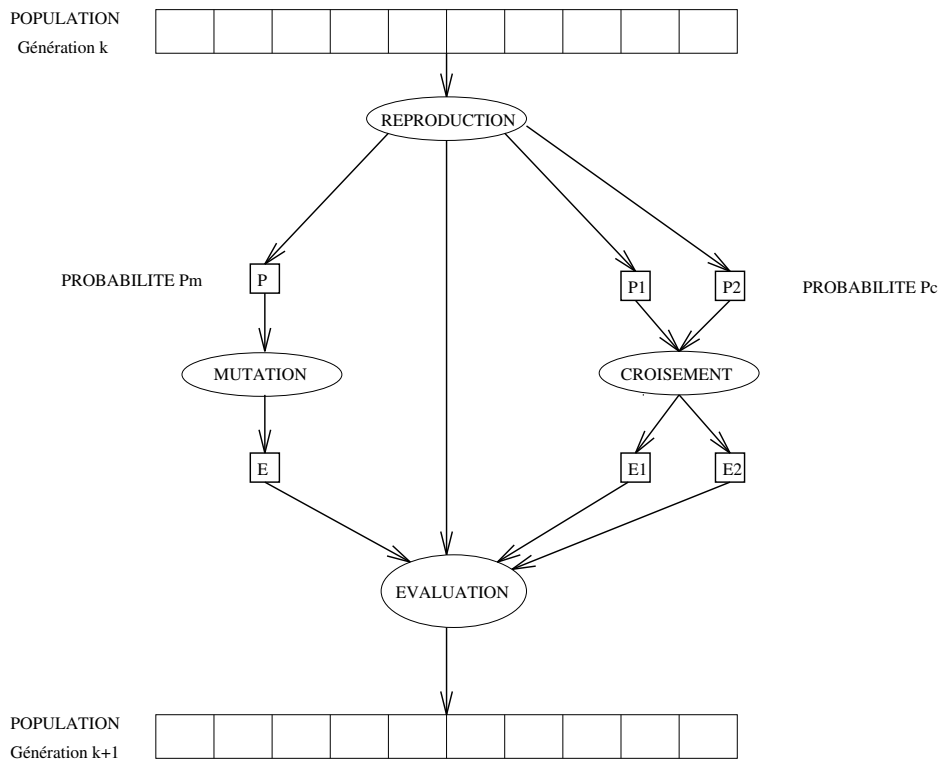 POPULATION
Génération k
REPRODUCTION
PROBABILITE Pm
P
P1
P2
PROBABILITE Pc
MUTATION
CROISEMENT
E
E1
E2
EVALUATION
POPULATION
Génération k+1